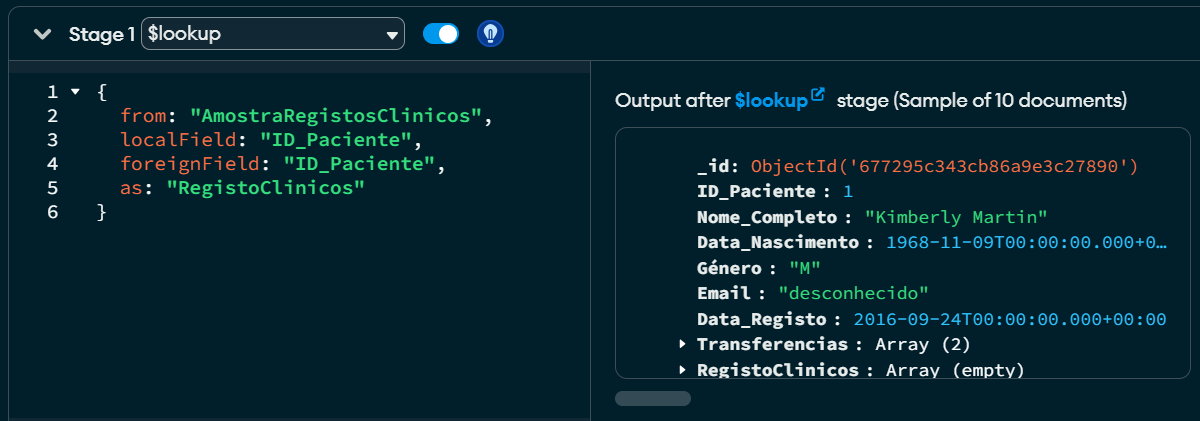 Stage 1 $lookup
1 {
2 from: "AmostraRegistosClinicos",
3 localField: "ID_Paciente",
4 foreignField: "ID_Paciente",
5 as: "RegistoClinicos"
6 }
Output after $lookup stage (Sample of 10 documents)
_id: ObjectId('677295c343cb86a9e3c27890')
ID_Paciente : 1
Nome_Completo : "Kimberly Martin"
Data_Nascimento : 1968-11-09T00:00:00.000+0…
Género : "M"
Email : "desconhecido"
Data_Registo : 2016-09-24T00:00:00.000+00:00
Transferencias : Array (2)
RegistoClinicos : Array (empty)